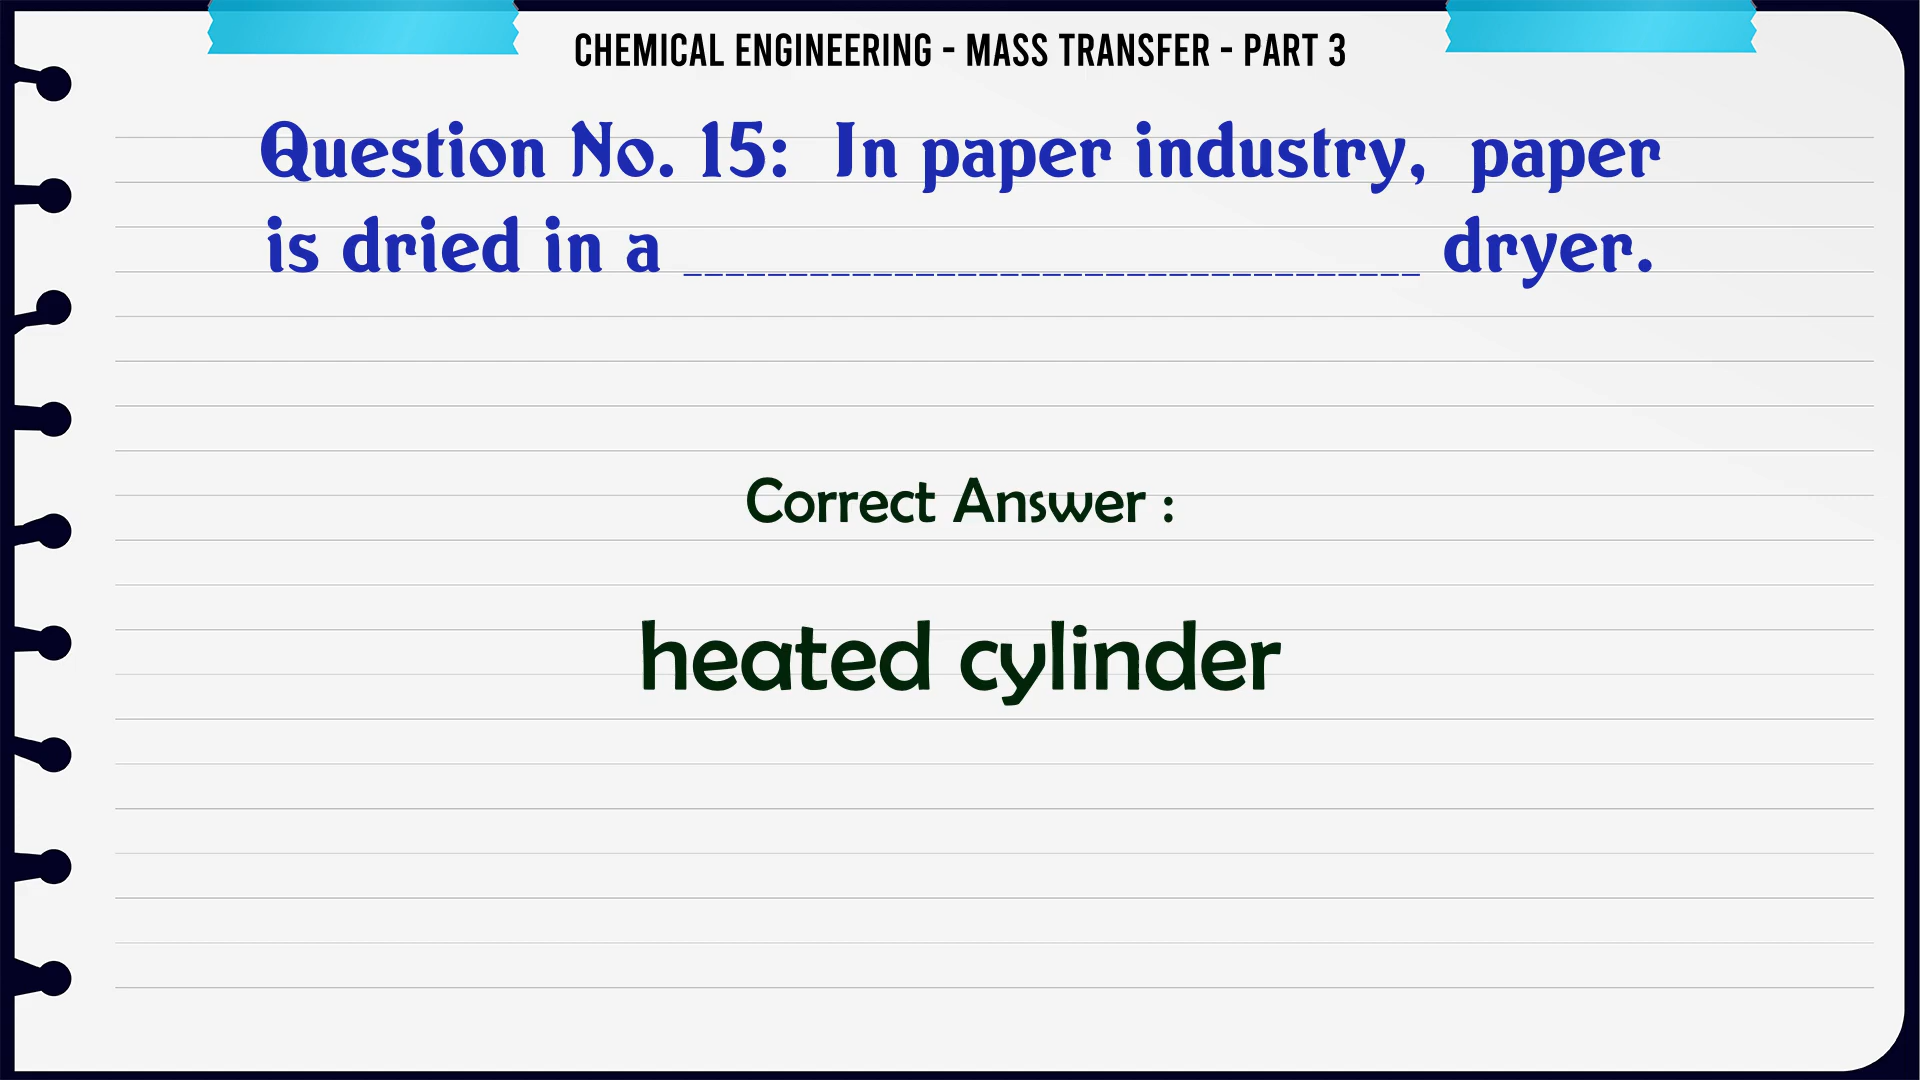 CHEMICAL ENGINEERING - MASS TRANSFER - PART 3
Question No. 15: In paper industry, paper
is dried in a ___________________________________ dryer.
Correct Answer :
heated cylinder